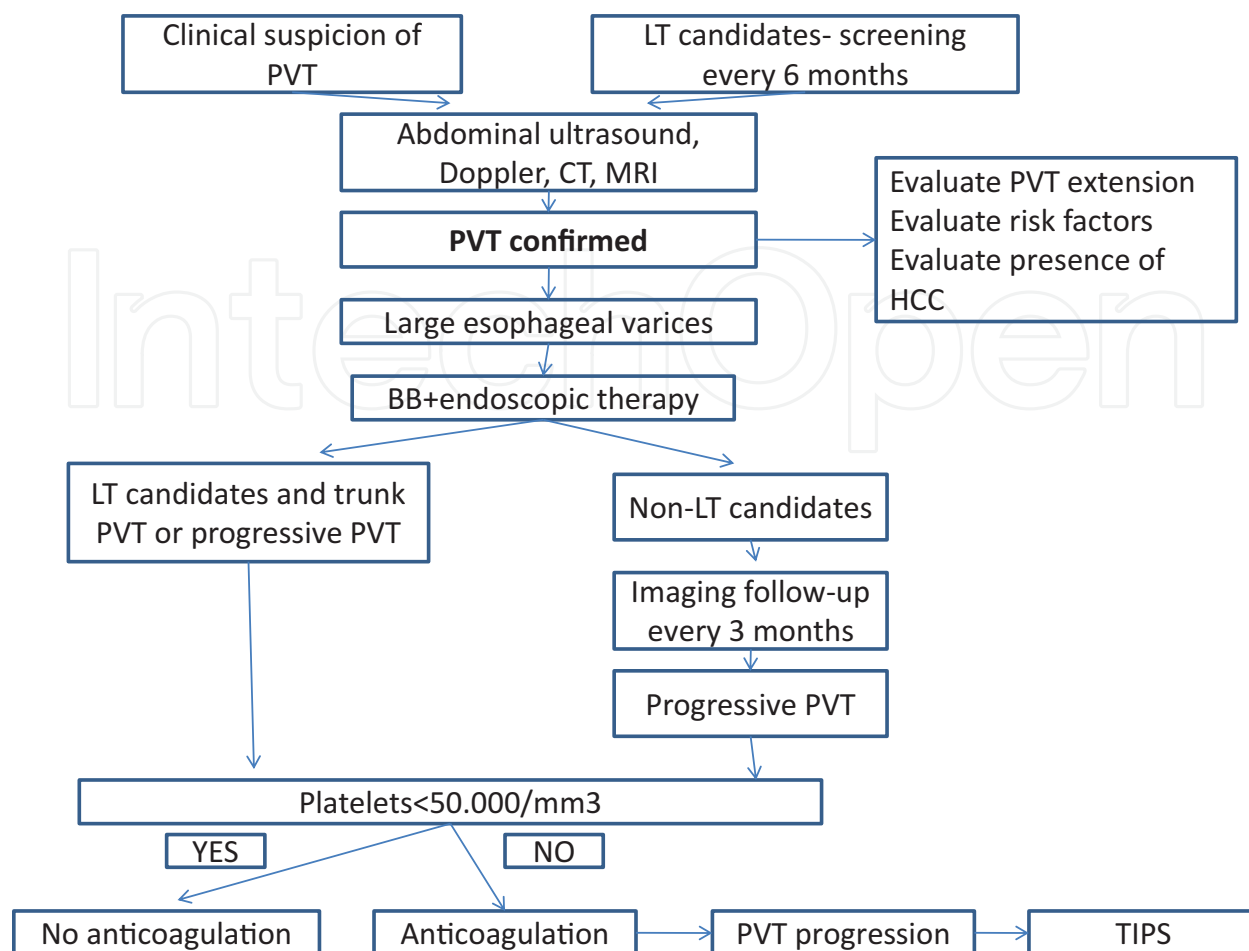 Clinical suspicion of
PVT
LT candidates- screening
every 6 months
Abdominal ultrasound,
Doppler, CT, MRI
PVT confirmed
Evaluate PVT extension
Evaluate risk factors
Evaluate presence of
HCC
Large esophageal varices
BB+endoscopic therapy
LT candidates and trunk
PVT or progressive PVT
Non-LT candidates
Imaging follow-up
every 3 months
Progressive PVT
Platelets<50.000/mm3
YES
NO
No anticoagulation
Anticoagulation
PVT progression
TIPS
IntechOpen